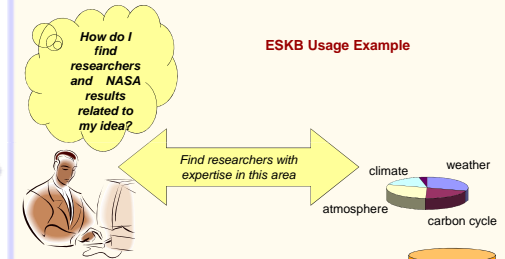 How do I
find
researchers
and NASA
results
related to
my idea?
ESKB Usage Example
Find researchers with
expertise in this area
climate
weather
atmosphere
carbon cycle